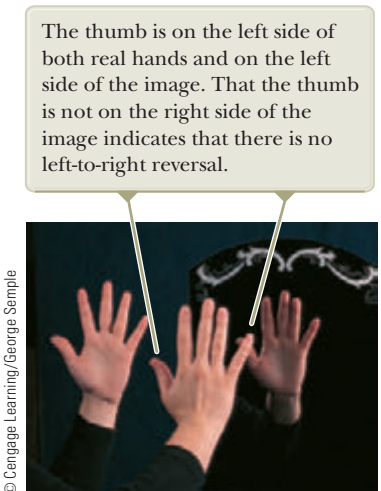 The thumb is on the left side of
both real hands and on the left
side of the image. That the thumb
is not on the right side of the
image indicates that there is no
left-to-right reversal.
© Cengage Learning/George Semple